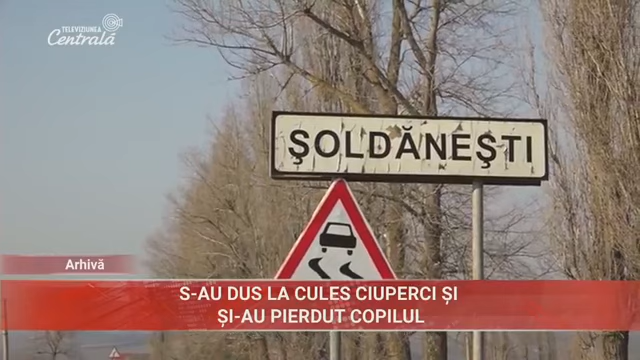 TELEVIZIUNEA
Centrală
ŞOLDĂNEŞTI
Arhivă
S-AU DUS LA CULES CIUPERCI ȘI
ȘI-AU PIERDUT COPILUL